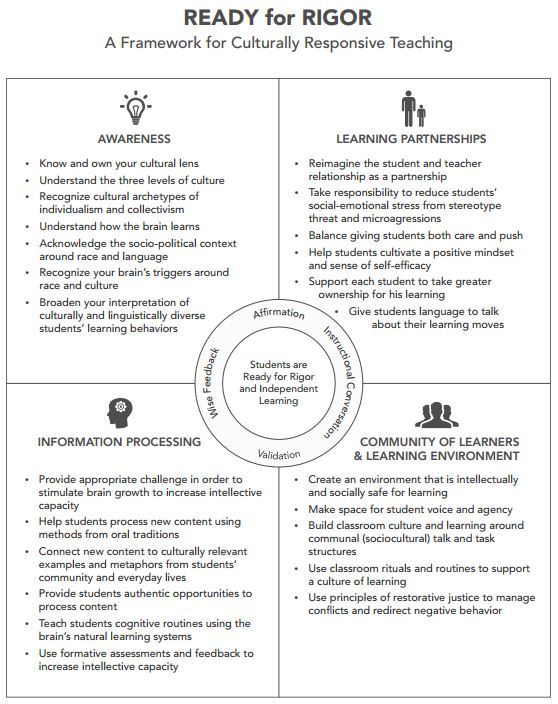 READY for RIGOR
A Framework for Culturally Responsive Teaching
AWARENESS
• Know and own your cultural lens
• Understand the three levels of culture
• Recognize cultural archetypes of
individualism and collectivism
• Understand how the brain learns
• Acknowledge the socio-political context
around race and language
• Recognize your brain's triggers around
race and culture
• Broaden your interpretation of
culturally and linguistically diverse
students' learning behaviors
LEARNING PARTNERSHIPS
• Reimagine the student and teacher
relationship as a partnership
• Take responsibility to reduce students'
social-emotional stress from stereotype
threat and microagressions
• Balance giving students both care and push
• Help students cultivate a positive mindset
and sense of self-efficacy
• Support each student to take greater
ownership for his learning
• Give students language to talk
about their learning moves
Affirmation
Instructional Conversation
Validation
Wise Feedback
Students are
Ready for Rigor
and Independent
Learning
INFORMATION PROCESSING
• Provide appropriate challenge in order to
stimulate brain growth to increase intellective
capacity
• Help students process new content using
methods from oral traditions
• Connect new content to culturally relevant
examples and metaphors from students'
community and everyday lives
• Provide students authentic opportunities to
process content
• Teach students cognitive routines using the
brain's natural learning systems
• Use formative assessments and feedback to
increase intellective capacity
COMMUNITY OF LEARNERS
& LEARNING ENVIRONMENT
• Create an environment that is intellectually
and socially safe for learning
• Make space for student voice and agency
• Build classroom culture and learning around
communal (sociocultural) talk and task
structures
• Use classroom rituals and routines to support
a culture of learning
• Use principles of restorative justice to manage
conflicts and redirect negative behavior